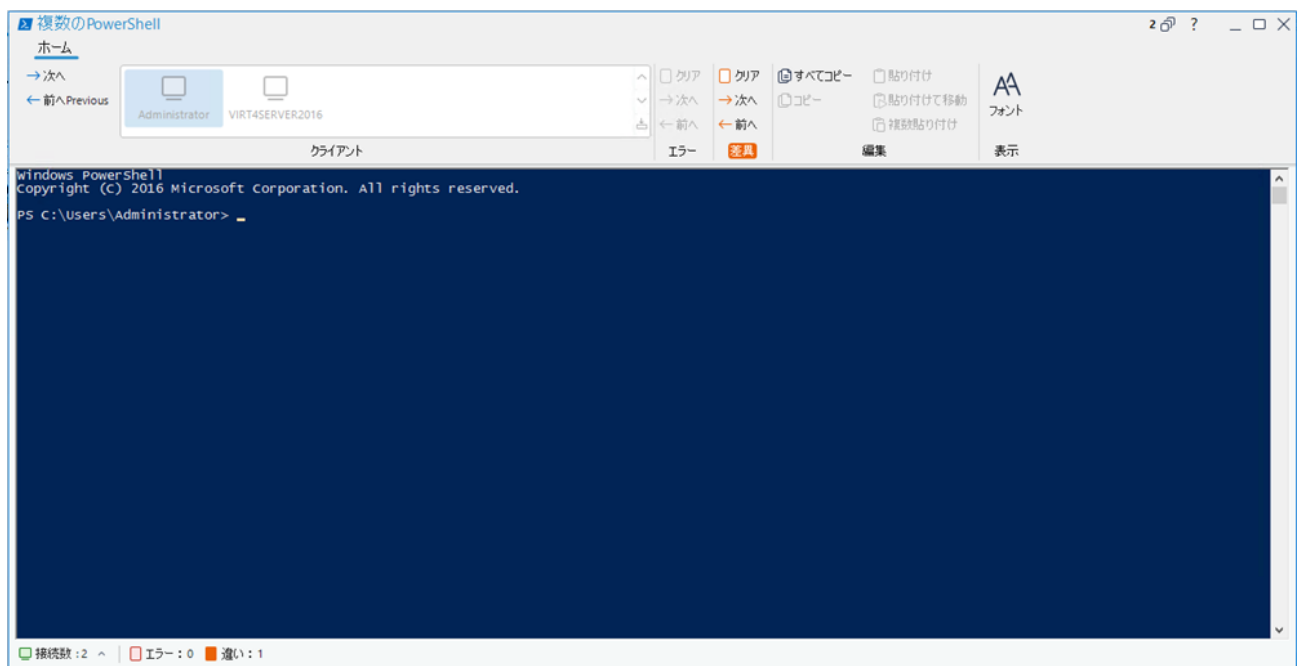 複数のPowerShell
2 ?
ホーム
→次へ
←前へPrevious
Administrator
VIRT4SERVER2016
クライアント
クリア
→次へ
←前へ
エラー
クリア
→次へ
←前へ
差異
すべてコピー
コピー
貼り付け
貼り付けて移動
複数貼り付け
編集
AA
フォント
表示
Windows PowerShell
Copyright (C) 2016 Microsoft Corporation. All rights reserved.
PS C:\Users\Administrator> _
接続数:2 エラー:0 違い:1